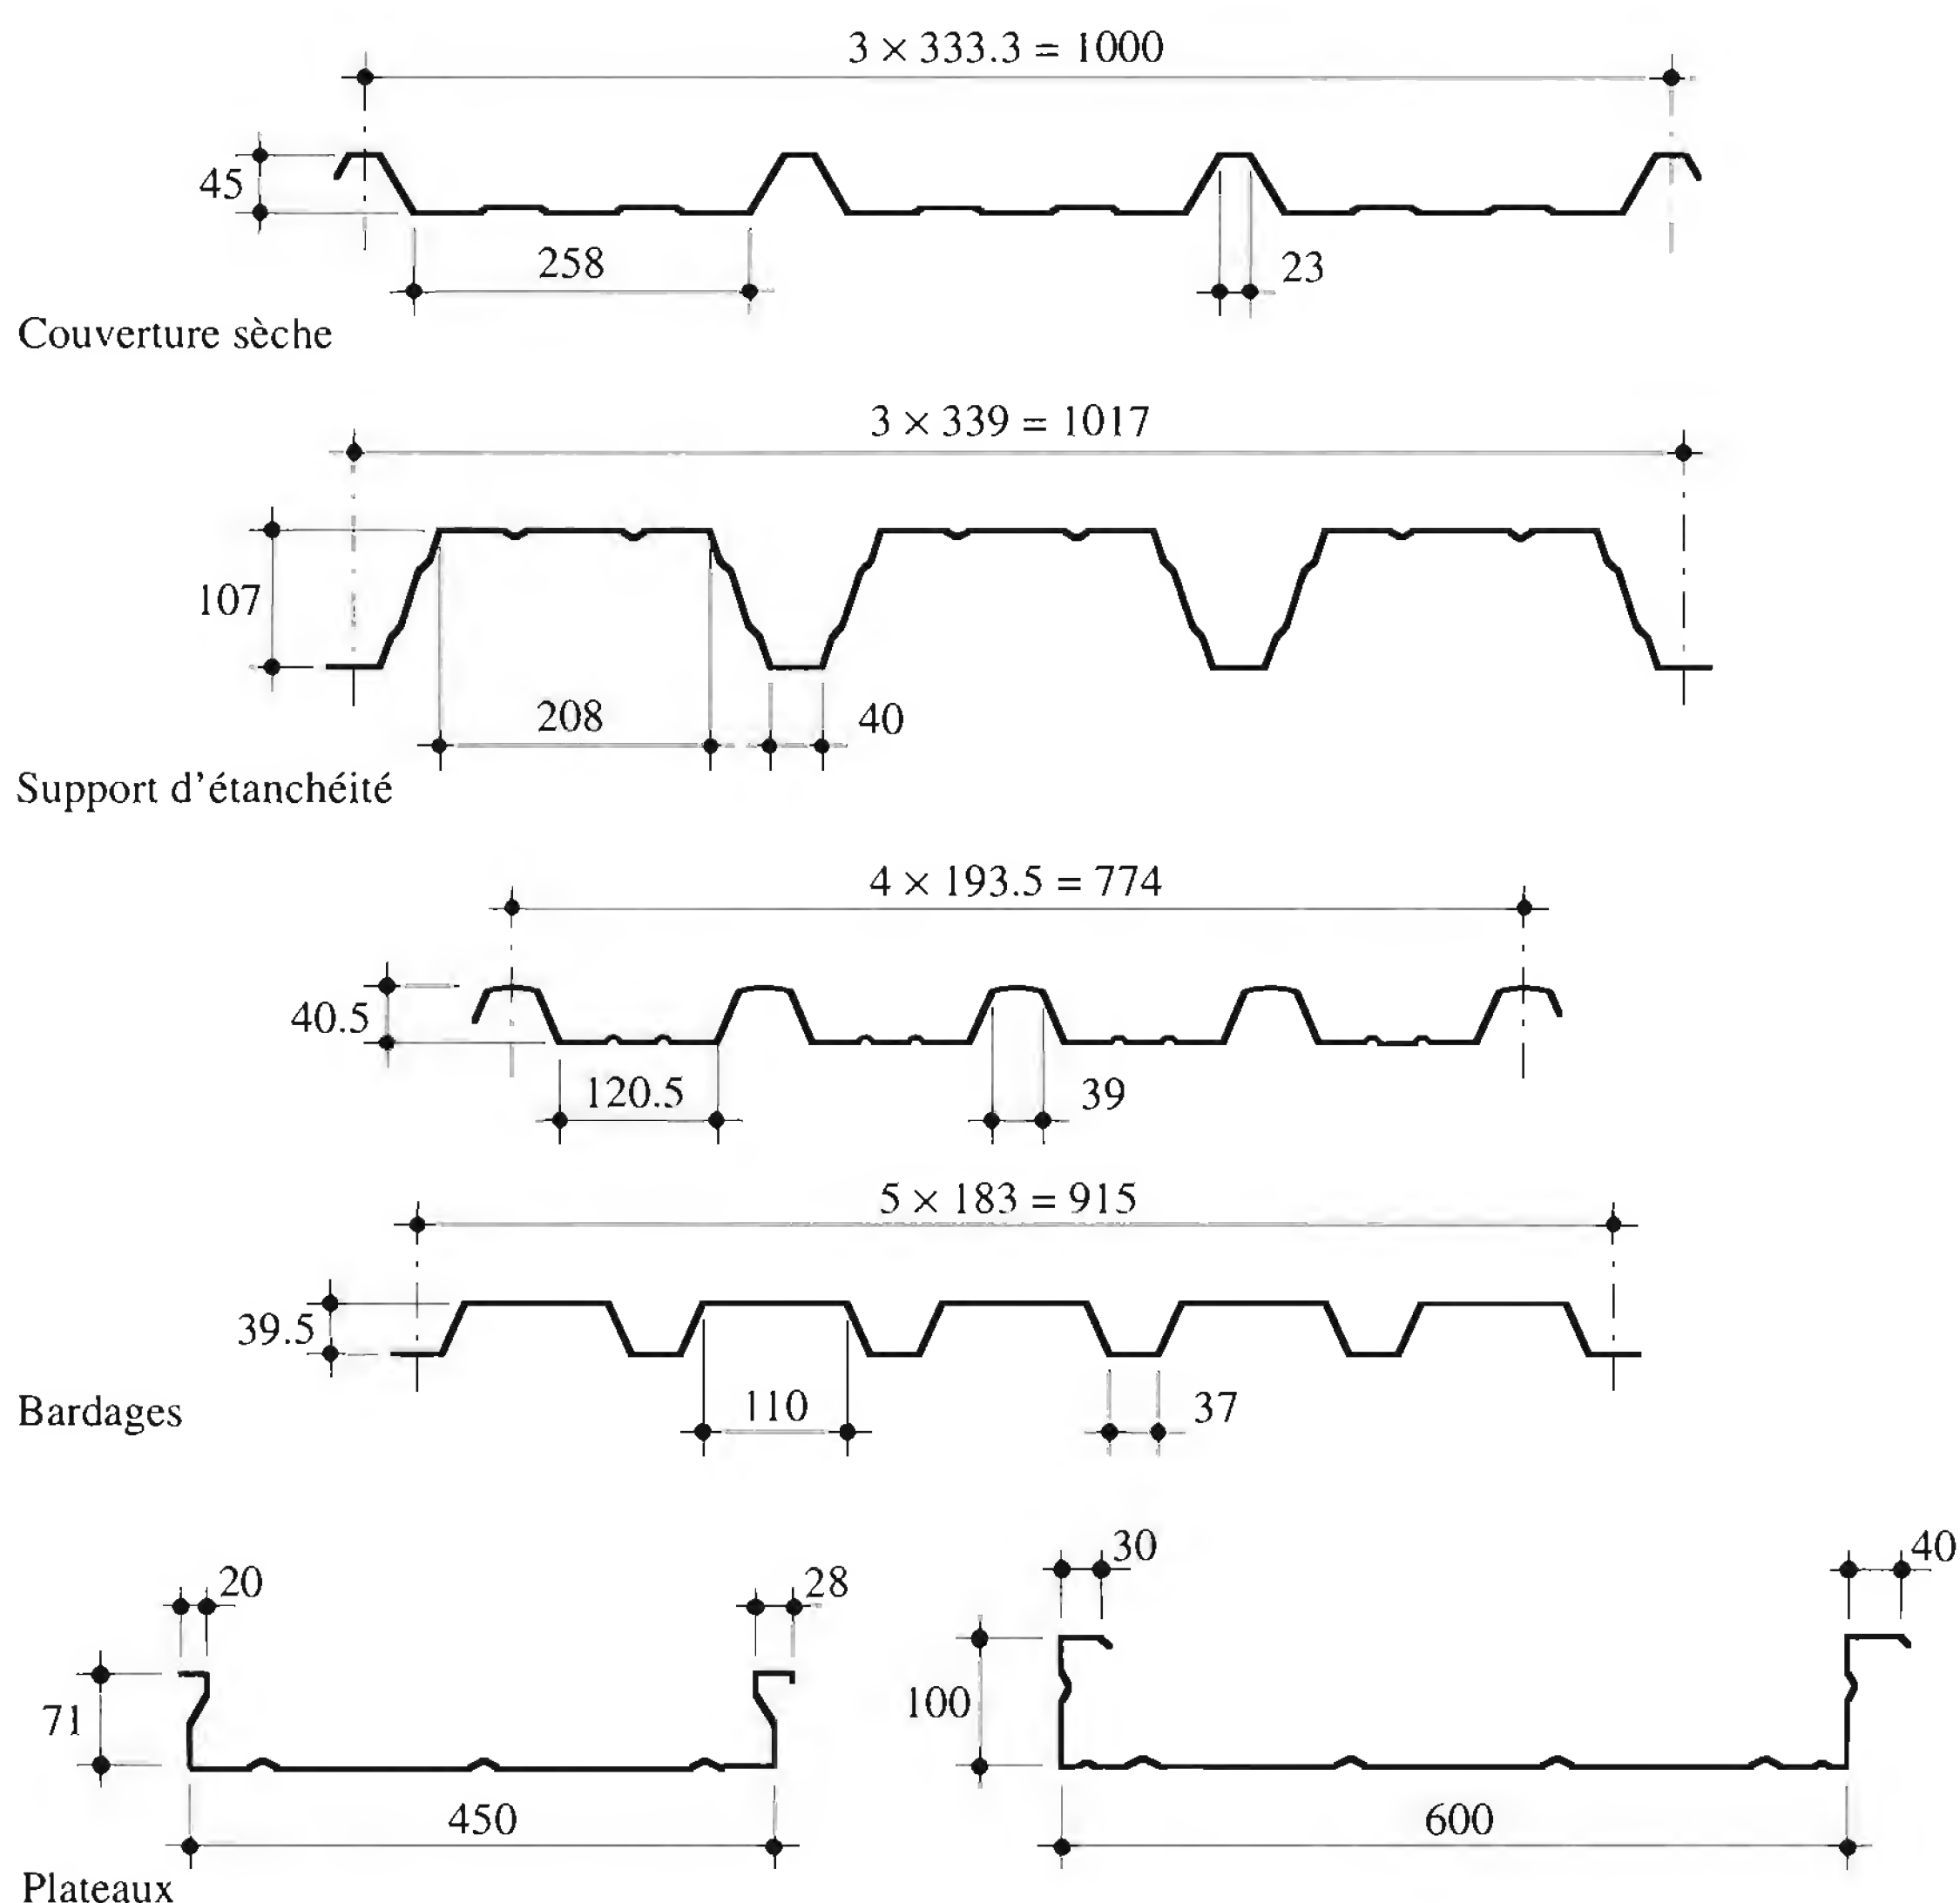 3 × 333.3 = 1000
45
258
23
Couverture sèche
3 × 339 = 1017
107
208
40
Support d'étanchéité
4 × 193.5 = 774
40.5
120.5
39
5 × 183 = 915
39.5
110
37
Bardages
20
28
30
40
71
100
450
600
Plateaux